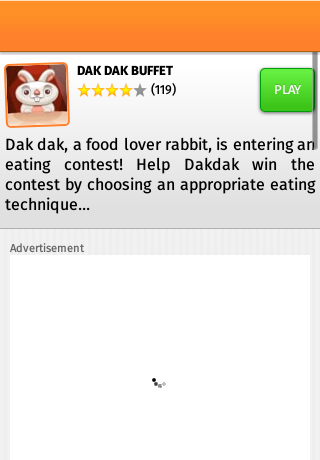 DAK DAK BUFFET
(119)
PLAY
Dak dak, a food lover rabbit, is entering an
eating contest! Help Dakdak win the
contest by choosing an appropriate eating
technique...
Advertisement